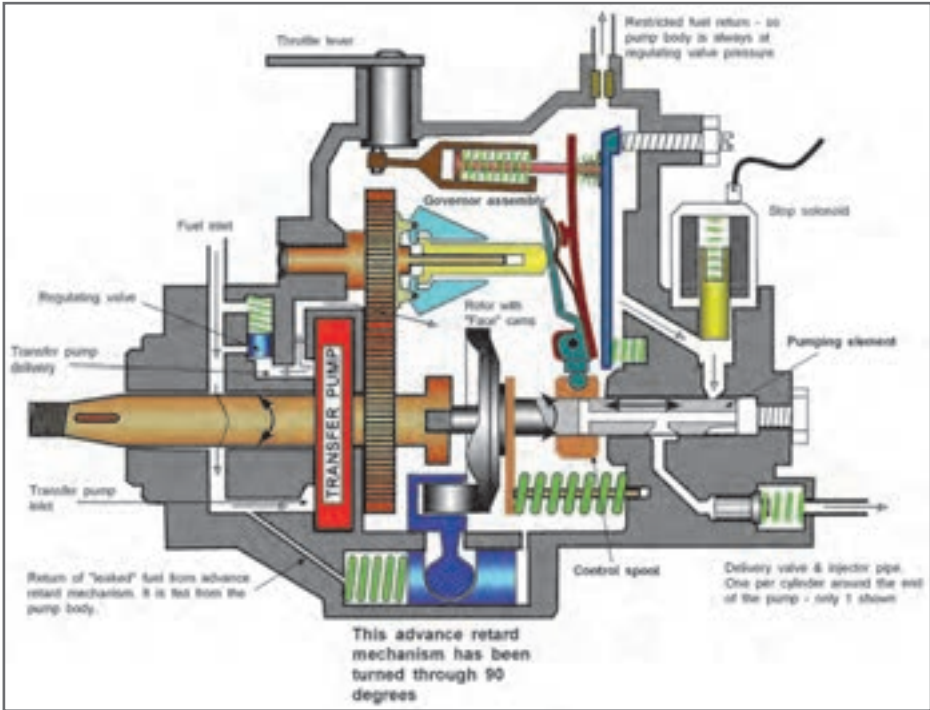 Throttle lever
Restricted fuel return - so
pump body is always at
regulating valve pressure
Governor assembly
Stop solonoid
Fuel inlet
Regulating valve
Rotor with
"Face" cams
Transfer pump
delivery
Pumping element
TRANSFER PUMP
Transfer pump
inlet
Return of "leaked" fuel from advance
retard mechanism. It is fed from the
pump body.
Control spool
Delivery valve & injector pipe.
One per cylinder around the end
of the pump - only 1 shown
This advance retard
mechanism has been
turned through 90
degrees